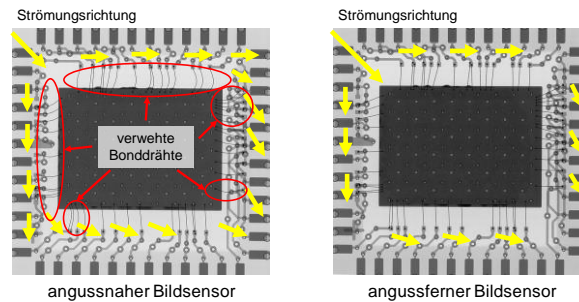 Strömungsrichtung
Strömungsrichtung
verwehte
Bonddrähte
angussnaher Bildsensor
angussferner Bildsensor